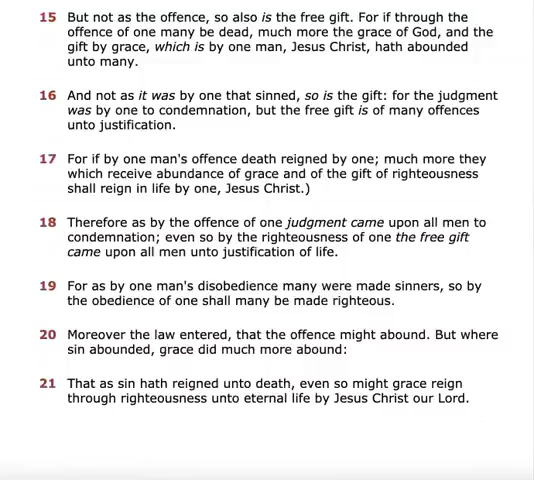 15 But not as the offence, so also is the free gift. For if through the
offence of one many be dead, much more the grace of God, and the
gift by grace, which is by one man, Jesus Christ, hath abounded
unto many.
16 And not as it was by one that sinned, so is the gift: for the judgment
was by one to condemnation, but the free gift is of many offences
unto justification.
17 For if by one man's offence death reigned by one; much more they
which receive abundance of grace and of the gift of righteousness
shall reign in life by one, Jesus Christ.)
18 Therefore as by the offence of one judgment came upon all men to
condemnation; even so by the righteousness of one the free gift
came upon all men unto justification of life.
19 For as by one man's disobedience many were made sinners, so by
the obedience of one shall many be made righteous.
20 Moreover the law entered, that the offence might abound. But where
sin abounded, grace did much more abound:
21 That as sin hath reigned unto death, even so might grace reign
through righteousness unto eternal life by Jesus Christ our Lord.